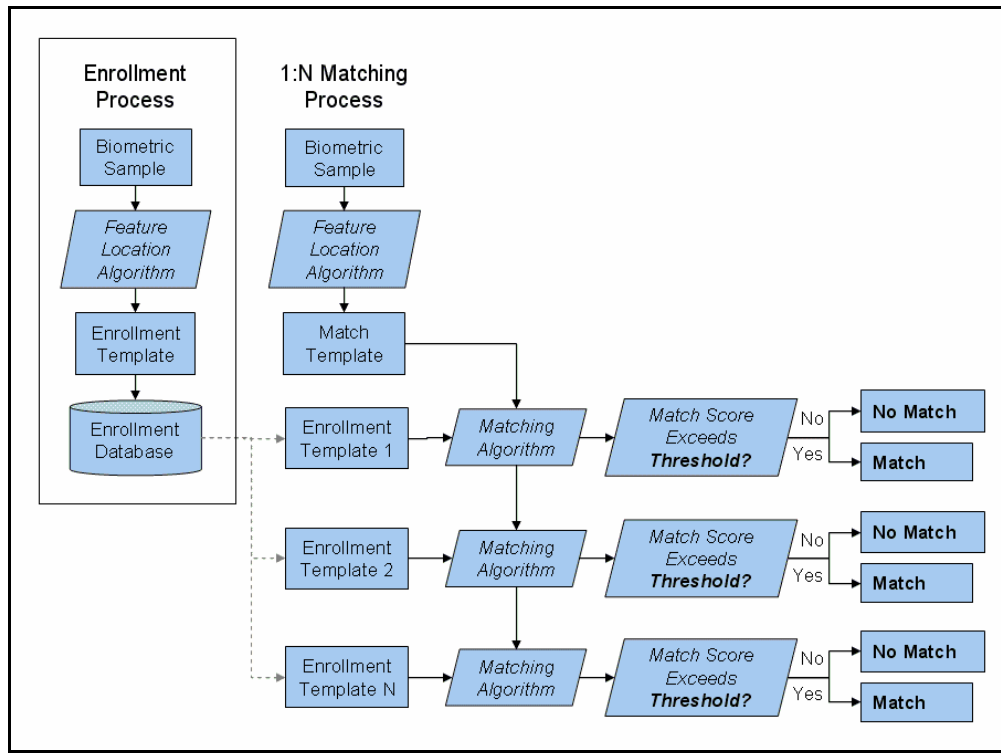 Enrollment
Process
Biometric
Sample
Feature
Location
Algorithm
Enrollment
Template
Enrollment
Database
1:N Matching
Process
Biometric
Sample
Feature
Location
Algorithm
Match
Template
Enrollment
Template 1
Matching
Algorithm
Match Score
Exceeds
Threshold?
No
Yes
No Match
Match
Enrollment
Template 2
Matching
Algorithm
Match Score
Exceeds
Threshold?
No
Yes
No Match
Match
Enrollment
Template N
Matching
Algorithm
Match Score
Exceeds
Threshold?
No
Yes
No Match
Match